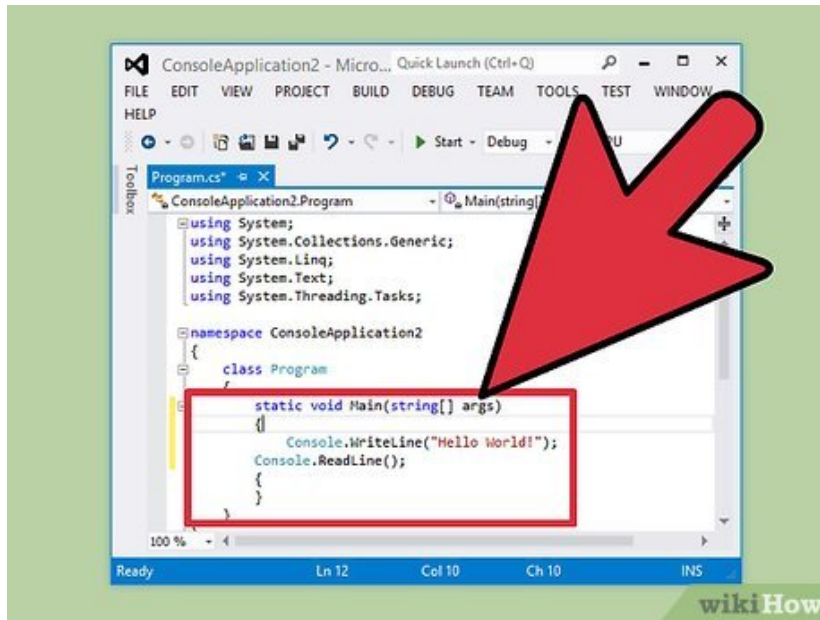 ConsoleApplication2 - Micro... Quick Launch (Ctrl+Q)
FILE EDIT VIEW PROJECT BUILD DEBUG TEAM TOOLS TEST WINDOW
HELP
Start Debug
Toolbox
Program.cs*
ConsoleApplication2.Program Main(string[]
using System;
using System.Collections.Generic;
using System.Linq;
using System.Text;
using System.Threading.Tasks;
namespace ConsoleApplication2
{
class Program
{
static void Main(string[] args)
{
Console.WriteLine("Hello World!");
Console.ReadLine();
{
}
}
100 %
Ready Ln 12 Col 10 Ch 10 INS
wikiHow